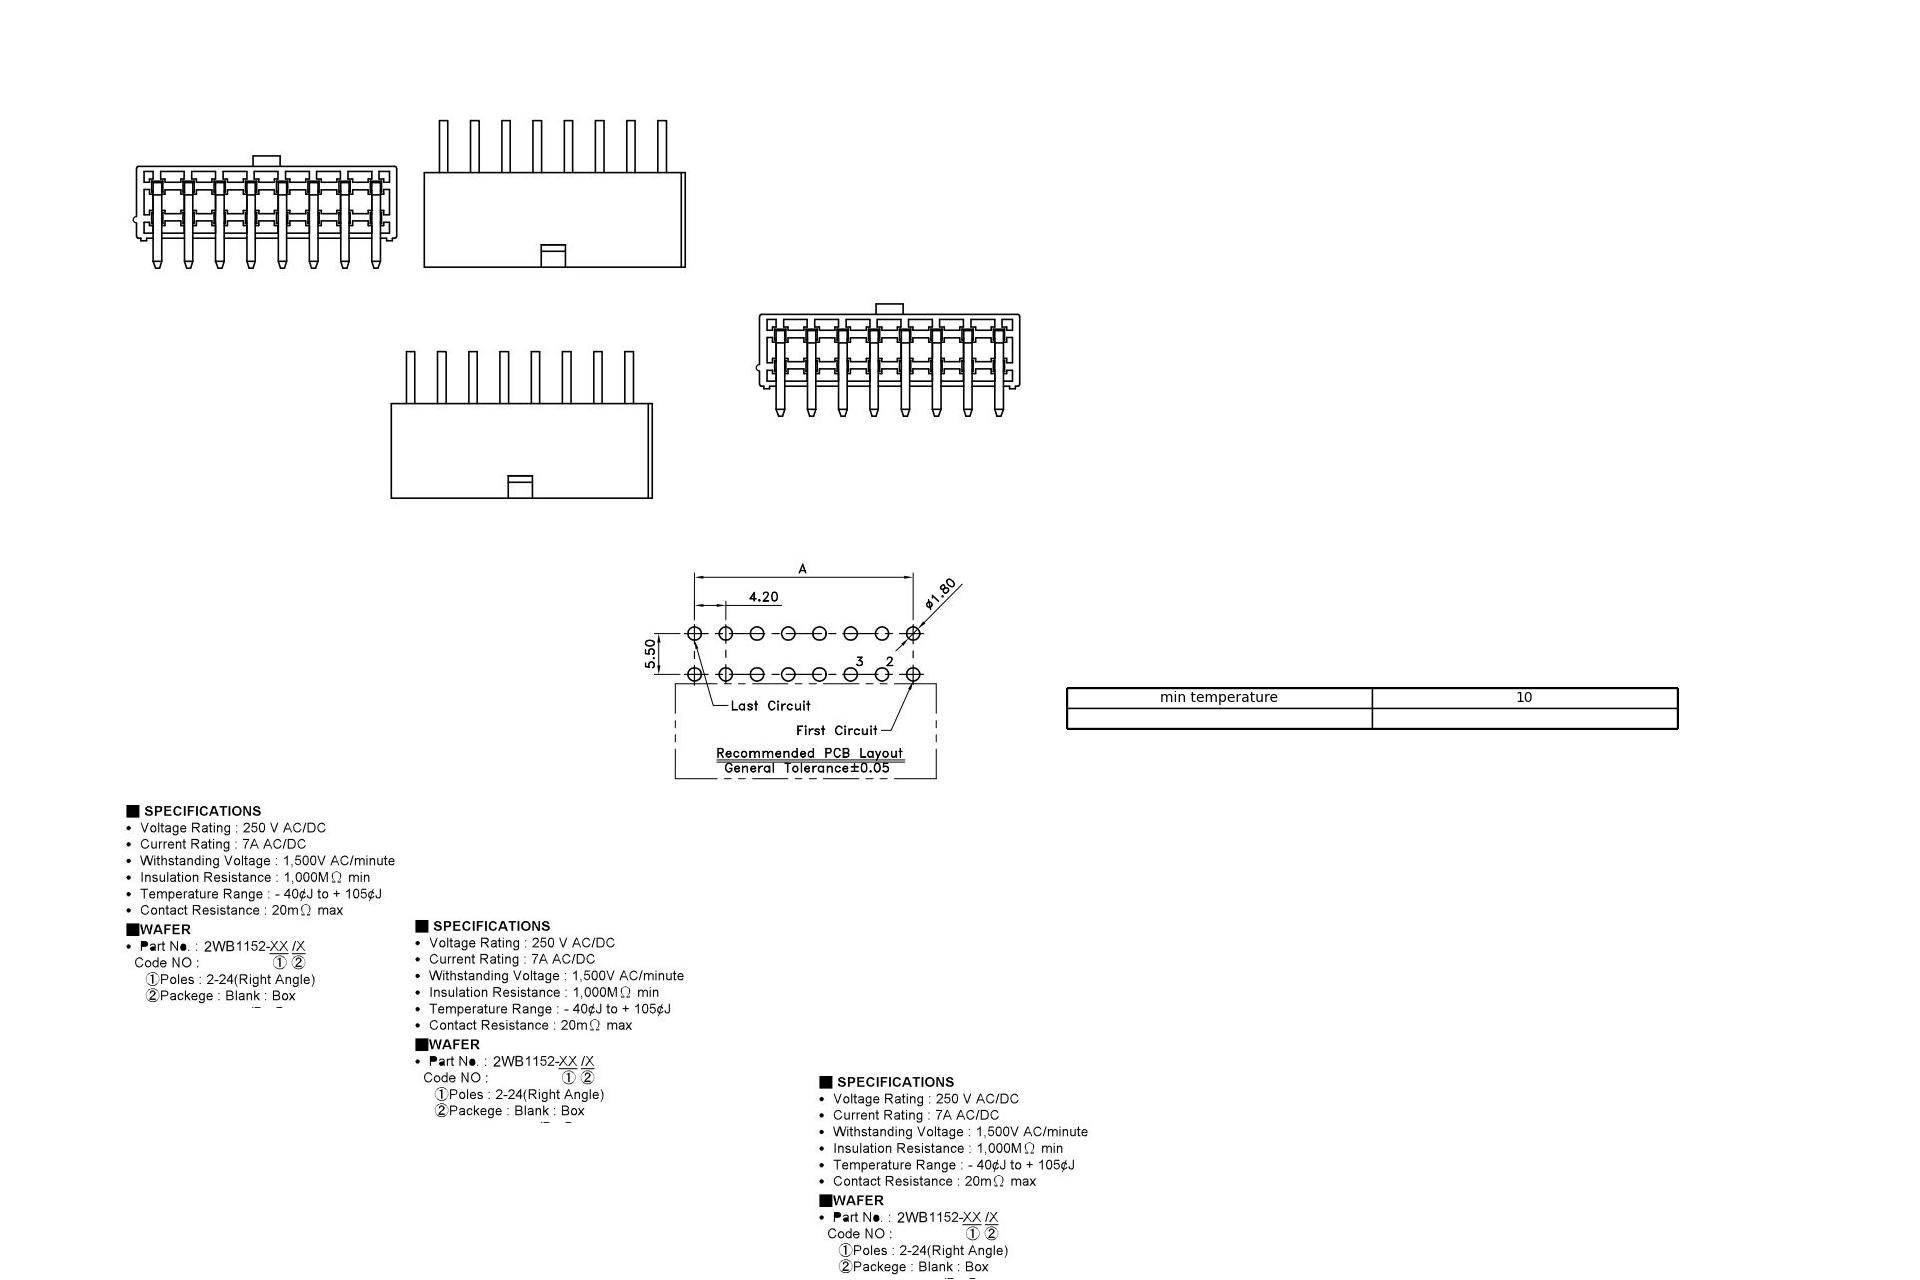 A
4.20
ø1.80
5.50
3
2
Last Circuit
First Circuit
Recommended PCB Layout
General Tolerance±0.05
min temperature 10
■ SPECIFICATIONS
• Voltage Rating : 250 V AC/DC
• Current Rating : 7A AC/DC
• Withstanding Voltage : 1,500V AC/minute
• Insulation Resistance : 1,000MΩ min
• Temperature Range : - 40¢J to + 105¢J
• Contact Resistance : 20mΩ max
■WAFER
• Part No. : 2WB1152-XX /X
Code NO : ① ②
①Poles : 2-24(Right Angle)
②Packege : Blank : Box
■ SPECIFICATIONS
• Voltage Rating : 250 V AC/DC
• Current Rating : 7A AC/DC
• Withstanding Voltage : 1,500V AC/minute
• Insulation Resistance : 1,000MΩ min
• Temperature Range : - 40¢J to + 105¢J
• Contact Resistance : 20mΩ max
■WAFER
• Part No. : 2WB1152-XX /X
Code NO : ① ②
①Poles : 2-24(Right Angle)
②Packege : Blank : Box
■ SPECIFICATIONS
• Voltage Rating : 250 V AC/DC
• Current Rating : 7A AC/DC
• Withstanding Voltage : 1,500V AC/minute
• Insulation Resistance : 1,000MΩ min
• Temperature Range : - 40¢J to + 105¢J
• Contact Resistance : 20mΩ max
■WAFER
• Part No. : 2WB1152-XX /X
Code NO : ① ②
①Poles : 2-24(Right Angle)
②Packege : Blank : Box